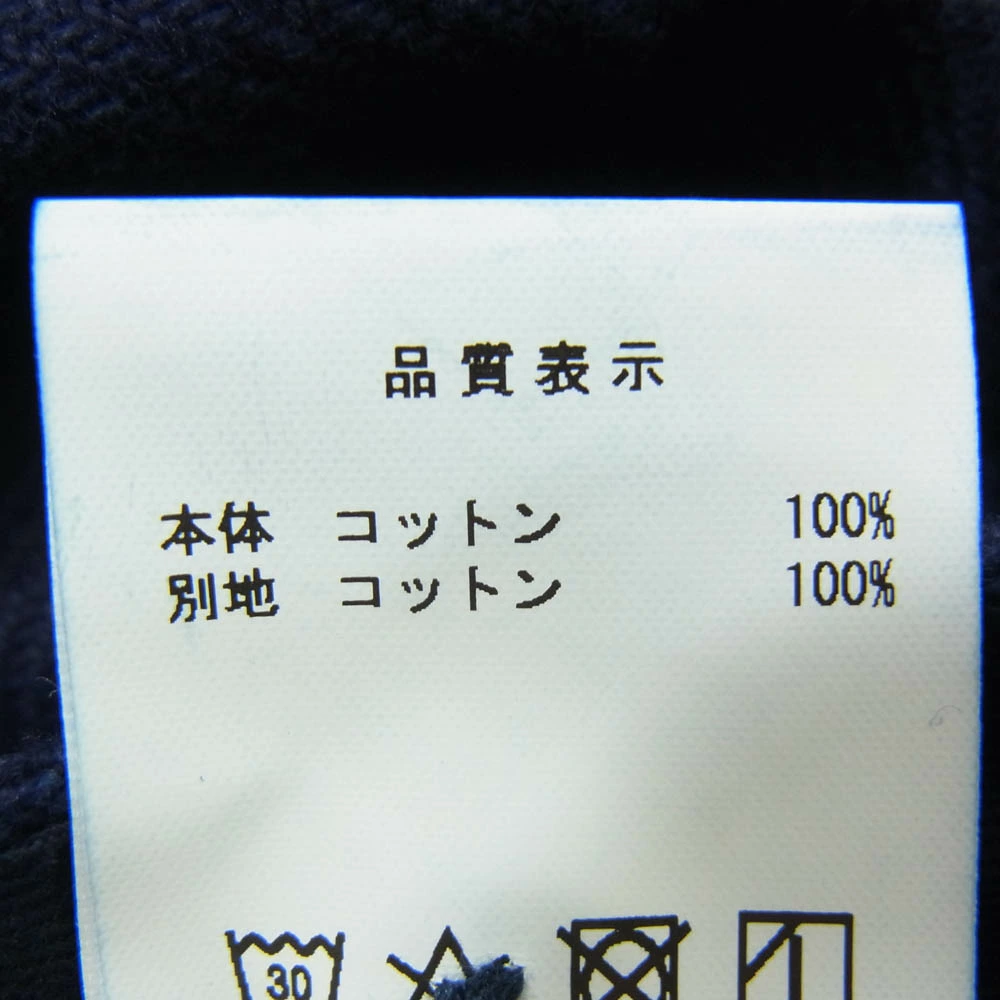 品質表示
本体 コットン 100%
別地 コットン 100%
30